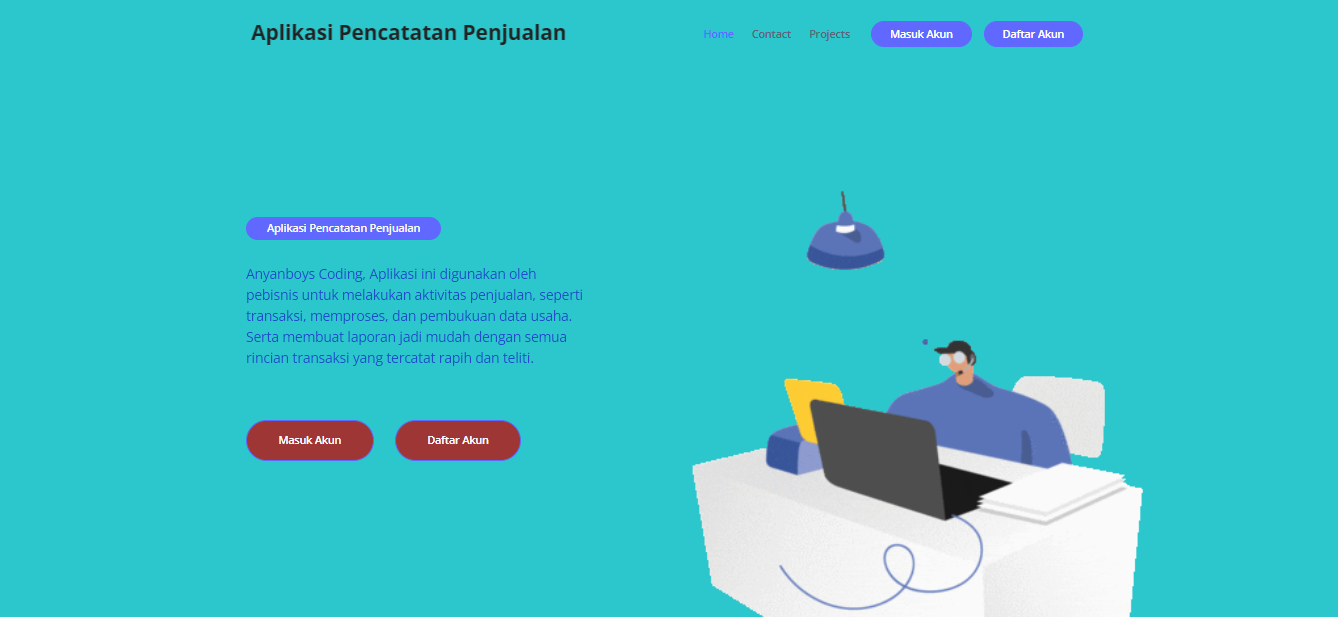 Aplikasi Pencatatan Penjualan
Home Contact Projects Masuk Akun Daftar Akun
Aplikasi Pencatatan Penjualan
Anyanboys Coding, Aplikasi ini digunakan oleh
pebisnis untuk melakukan aktivitas penjualan, seperti
transaksi, memproses, dan pembukuan data usaha.
Serta membuat laporan jadi mudah dengan semua
rincian transaksi yang tercatat rapih dan teliti.
Masuk Akun Daftar Akun